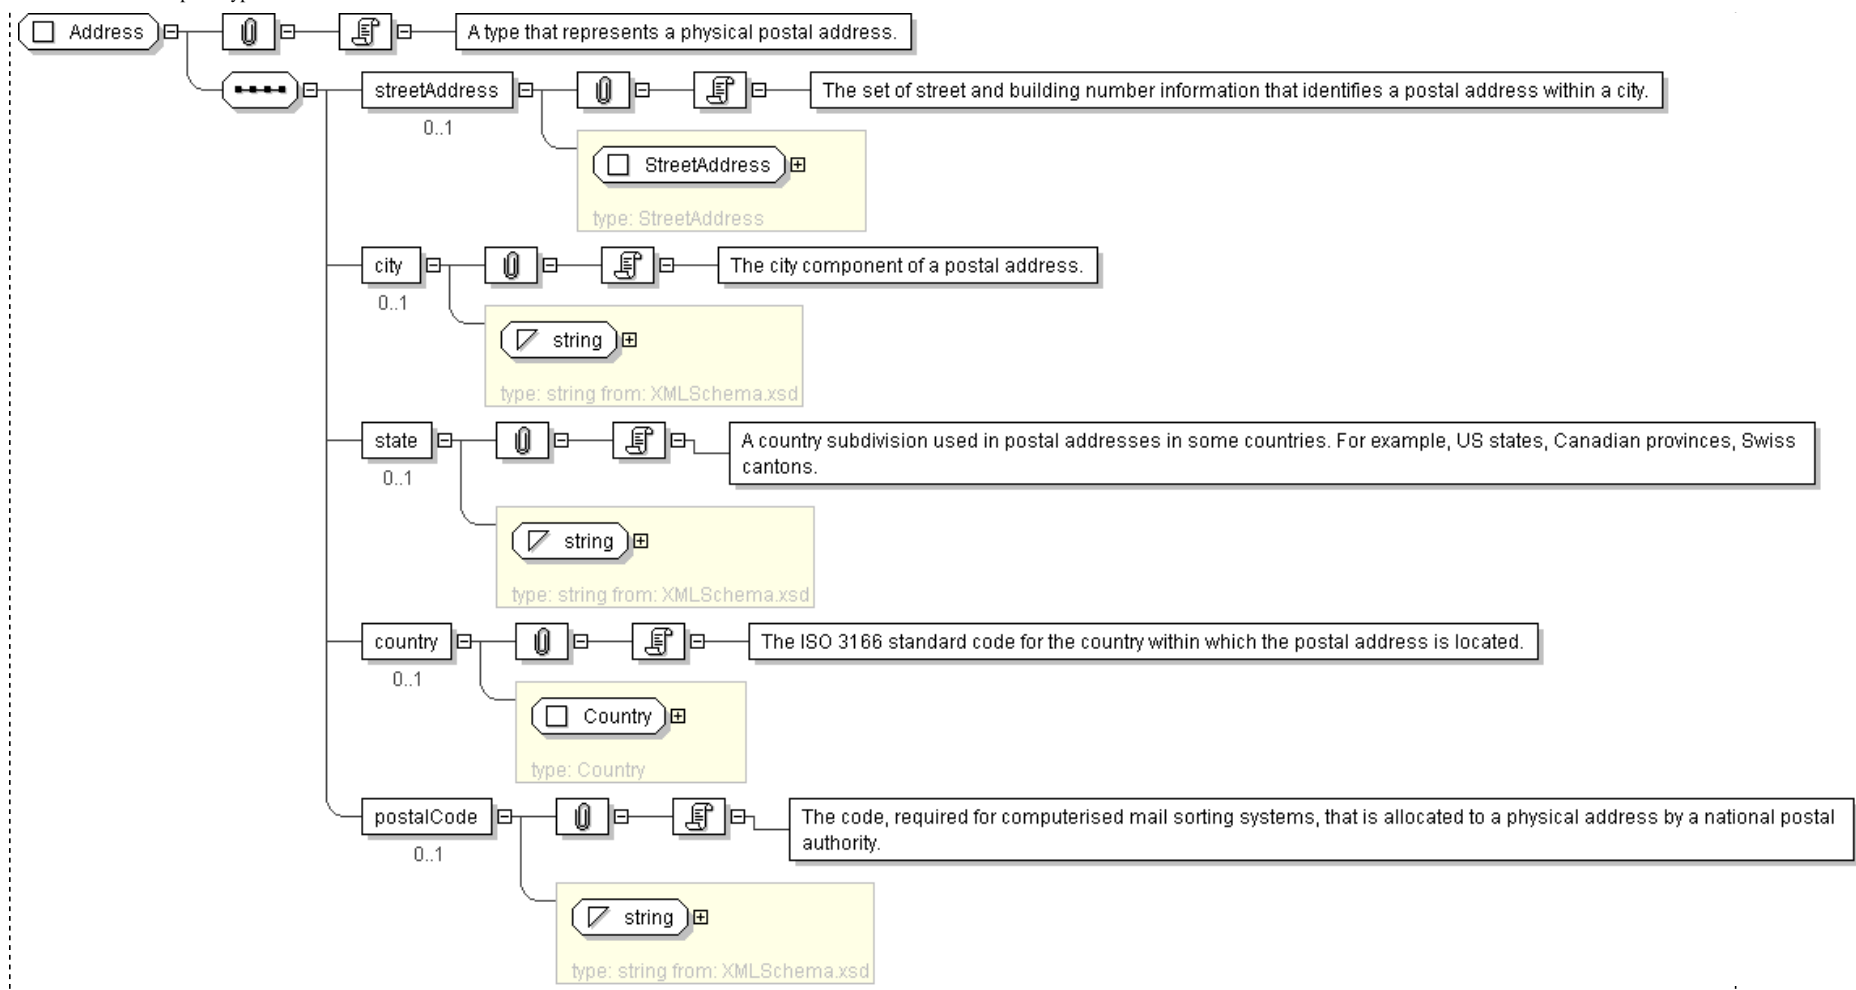 Address
A type that represents a physical postal address.
streetAddress
The set of street and building number information that identifies a postal address within a city.
0..1
StreetAddress
type: StreetAddress
city
The city component of a postal address.
0..1
string
type: string from: XMLSchema.xsd
state
A country subdivision used in postal addresses in some countries. For example, US states, Canadian provinces, Swiss
cantons.
0..1
string
type: string from: XMLSchema.xsd
country
The ISO 3166 standard code for the country within which the postal address is located.
0..1
Country
type: Country
postalCode
The code, required for computerised mail sorting systems, that is allocated to a physical address by a national postal
authority.
0..1
string
type: string from: XMLSchema.xsd